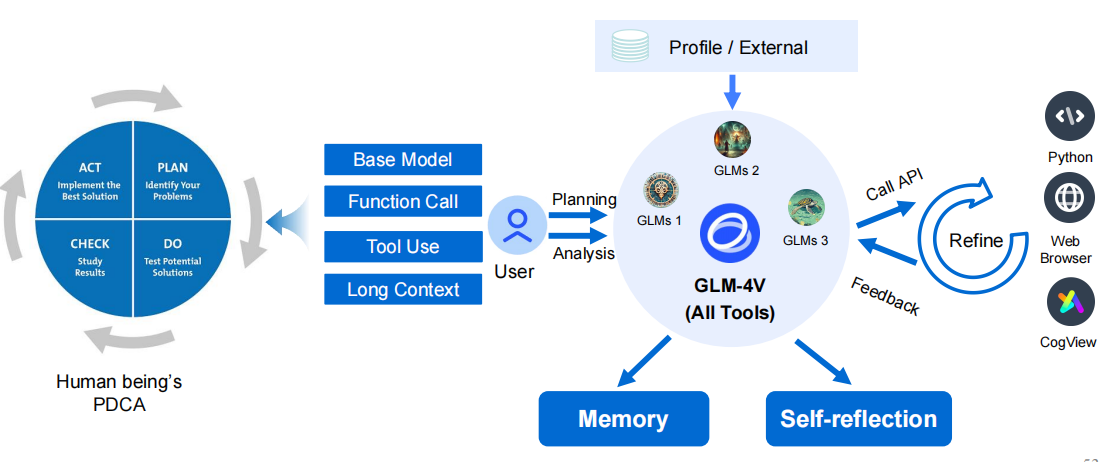 Profile / External
ACT
Implement the
Best Solution
PLAN
Identify Your
Problems
CHECK
Study
Results
DO
Test Potential
Solutions
Human being's
PDCA
Base Model
Function Call
Tool Use
Long Context
User
Planning
Analysis
GLMs 2
GLMs 1
GLMs 3
GLM-4V
(All Tools)
Call API
Feedback
Refine
Python
Web
Browser
CogView
Memory
Self-reflection